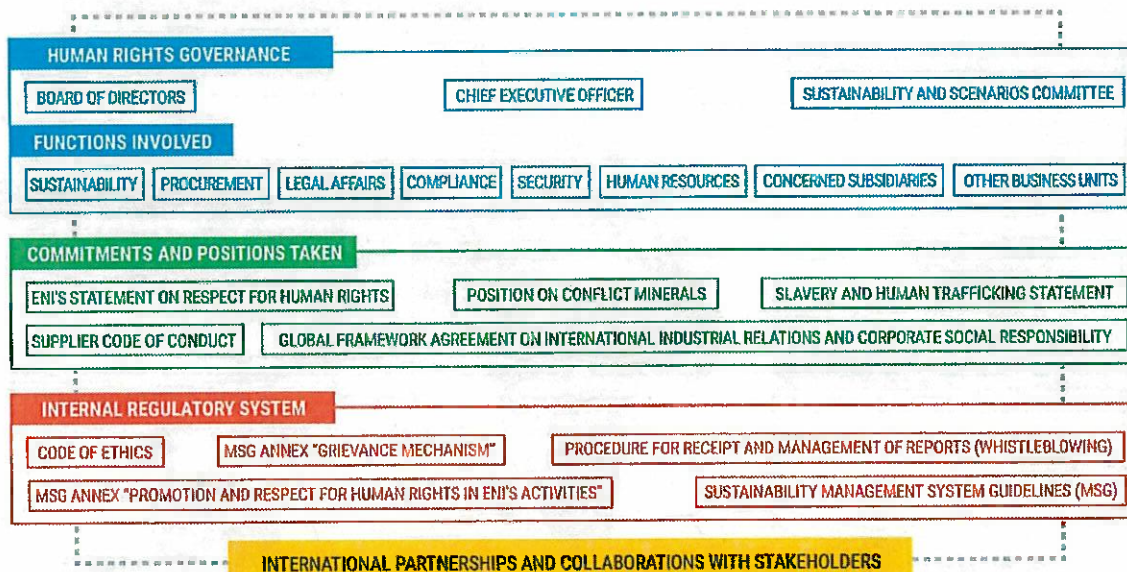 HUMAN RIGHTS GOVERNANCE
BOARD OF DIRECTORS CHIEF EXECUTIVE OFFICER SUSTAINABILITY AND SCENARIOS COMMITTEE
FUNCTIONS INVOLVED
SUSTAINABILITY PROCUREMENT LEGAL AFFAIRS COMPLIANCE SECURITY HUMAN RESOURCES CONCERNED SUBSIDIARIES OTHER BUSINESS UNITS
COMMITMENTS AND POSITIONS TAKEN
ENI'S STATEMENT ON RESPECT FOR HUMAN RIGHTS POSITION ON CONFLICT MINERALS SLAVERY AND HUMAN TRAFFICKING STATEMENT
SUPPLIER CODE OF CONDUCT GLOBAL FRAMEWORK AGREEMENT ON INTERNATIONAL INDUSTRIAL RELATIONS AND CORPORATE SOCIAL RESPONSIBILITY
INTERNAL REGULATORY SYSTEM
CODE OF ETHICS MSG ANNEX "GRIEVANCE MECHANISM" PROCEDURE FOR RECEIPT AND MANAGEMENT OF REPORTS (WHISTLEBLOWING)
MSG ANNEX "PROMOTION AND RESPECT FOR HUMAN RIGHTS IN ENI'S ACTIVITIES" SUSTAINABILITY MANAGEMENT SYSTEM GUIDELINES (MSG)
INTERNATIONAL PARTNERSHIPS AND COLLABORATIONS WITH STAKEHOLDERS